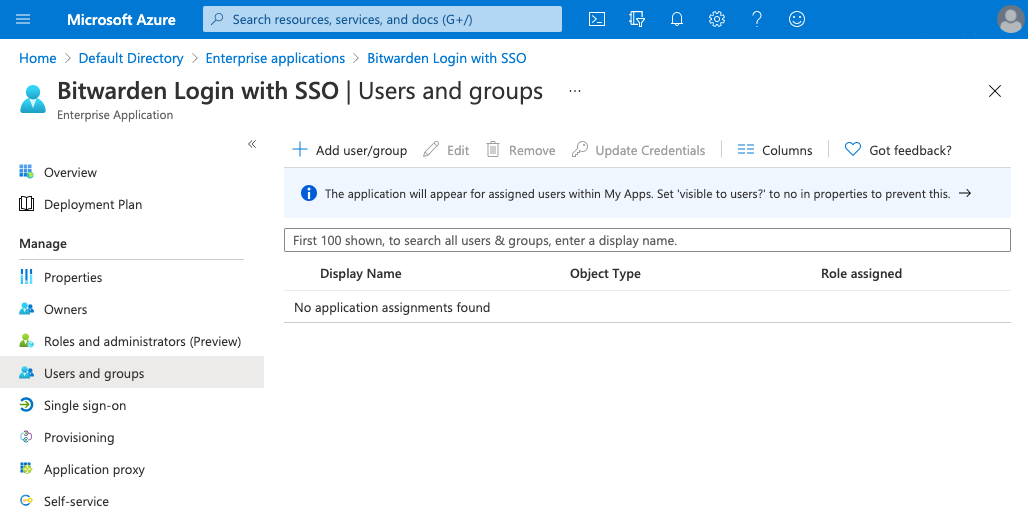 Microsoft Azure
Search resources, services, and docs (G+/)
Home > Default Directory > Enterprise applications > Bitwarden Login with SSO
Bitwarden Login with SSO | Users and groups ...
Enterprise Application
Add user/group Edit Remove Update Credentials Columns Got feedback?
The application will appear for assigned users within My Apps. Set 'visible to users?' to no in properties to prevent this.
First 100 shown, to search all users & groups, enter a display name.
Display Name Object Type Role assigned
No application assignments found
Overview
Deployment Plan
Manage
Properties
Owners
Roles and administrators (Preview)
Users and groups
Single sign-on
Provisioning
Application proxy
Self-service